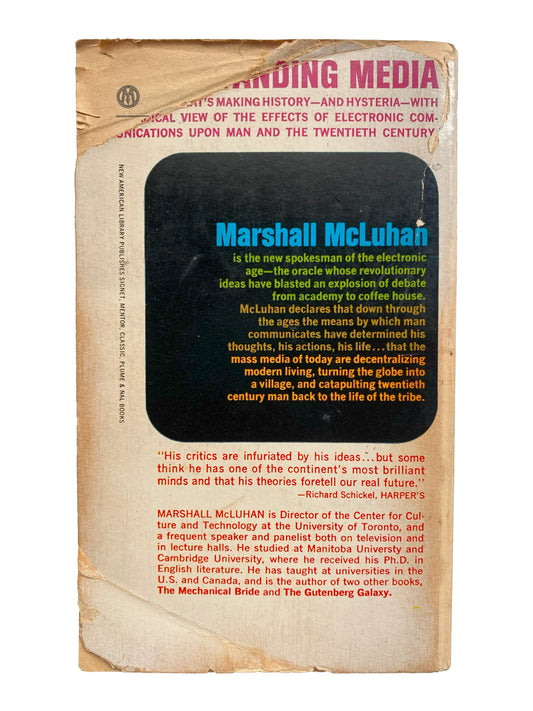 TANDING MEDIA
AT'S MAKING HISTORY—AND HYSTERIA—WITH
ICAL VIEW OF THE EFFECTS OF ELECTRONIC COM-
UNICATIONS UPON MAN AND THE TWENTIETH CENTURY.
NEW AMERICAN LIBRARY PUBLISHES SIGNET, MENTOR, CLASSIC, PLUME & NAL BOOKS
Marshall McLuhan
is the new spokesman of the electronic
age—the oracle whose revolutionary
ideas have blasted an explosion of debate
from academy to coffee house.
McLuhan declares that down through
the ages the means by which man
communicates have determined his
thoughts, his actions, his life...that the
mass media of today are decentralizing
modern living, turning the globe into
a village, and catapulting twentieth
century man back to the life of the tribe.
"His critics are infuriated by his ideas...but some
think he has one of the continent's most brilliant
minds and that his theories foretell our real future."
—Richard Schickel, HARPER'S
MARSHALL McLUHAN is Director of the Center for Cul-
ture and Technology at the University of Toronto, and
a frequent speaker and panelist both on television and
in lecture halls. He studied at Manitoba Universty and
Cambridge University, where he received his Ph.D. in
English literature. He has taught at universities in the
U.S. and Canada, and is the author of two other books,
The Mechanical Bride and The Gutenberg Galaxy.